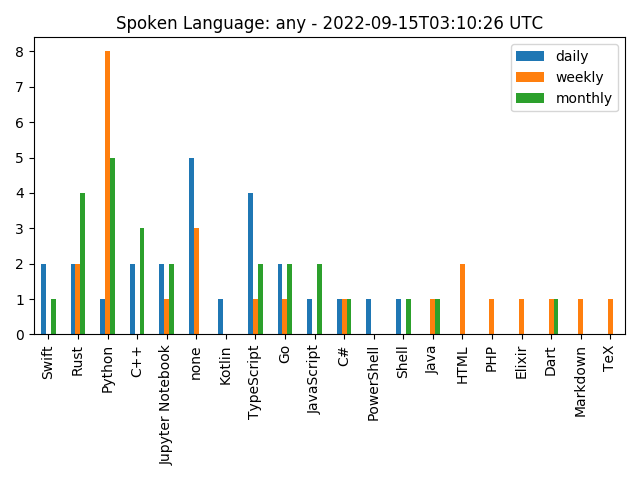 Spoken Language: any - 2022-09-15T03:10:26 UTC
daily
weekly
monthly
8
7
6
5
4
3
2
1
0
Swift
Rust
Python
C++
Jupyter Notebook
none
Kotlin
TypeScript
Go
JavaScript
C#
PowerShell
Shell
Java
HTML
PHP
Elixir
Dart
Markdown
TeX